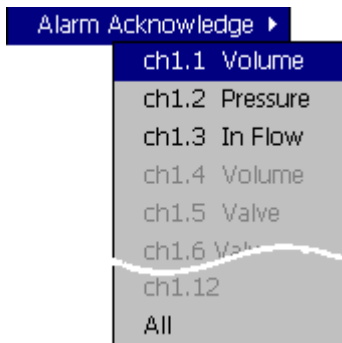 Alarm Acknowledge
ch1.1 Volume
ch1.2 Pressure
ch1.3 In Flow
ch1.4 Volume
ch1.5 Valve
ch1.6
ch1.12
All